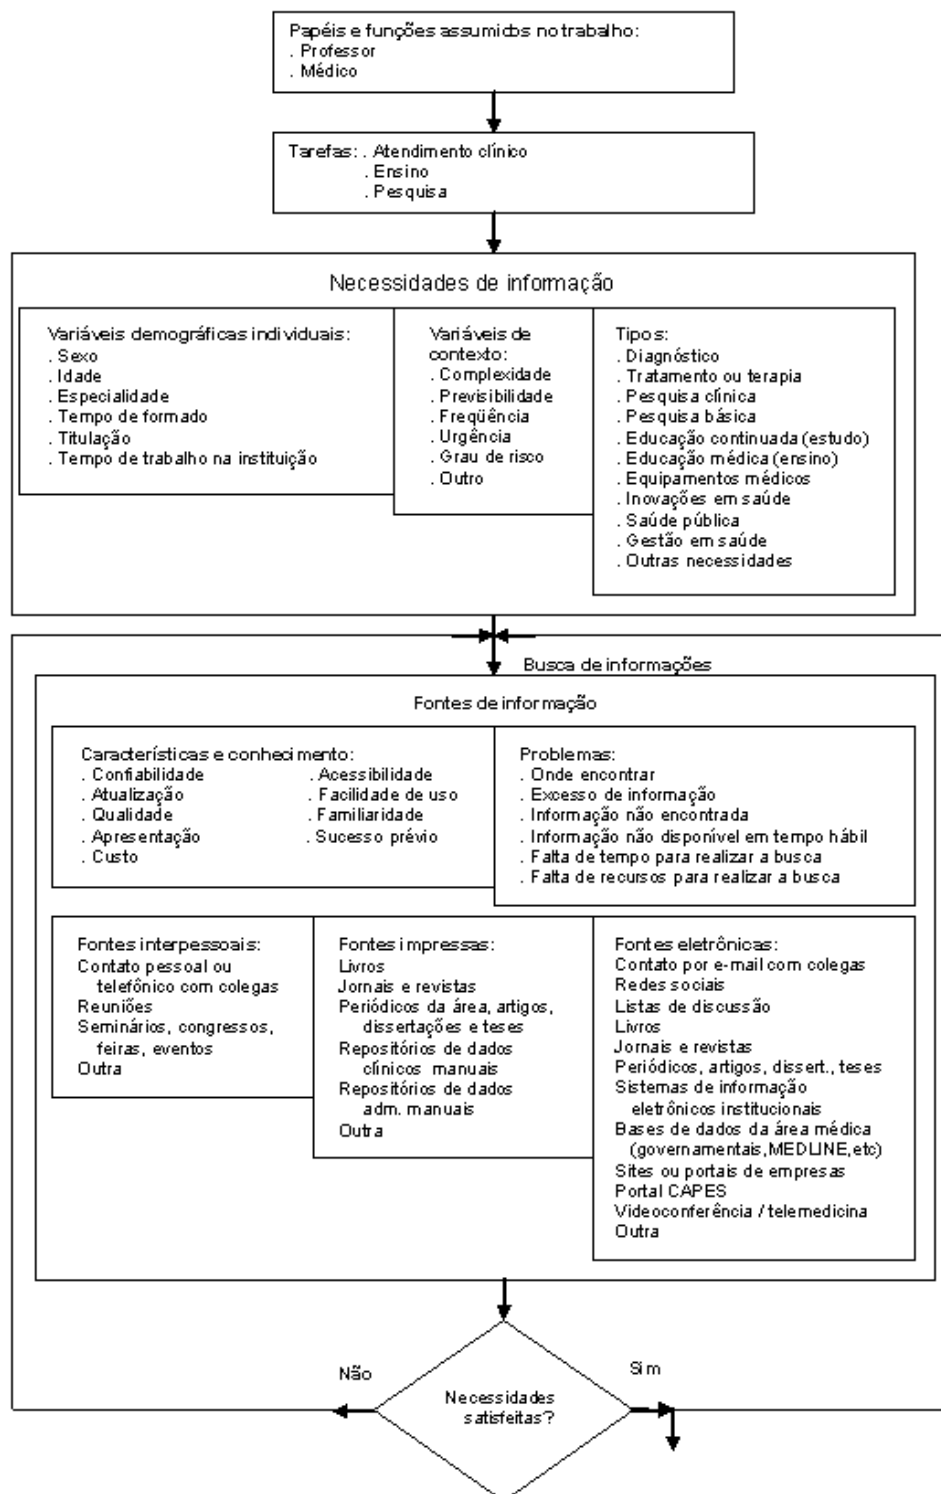 Papéis e funções assumidos no trabalho:
. Professor
. Médico
Tarefas: . Atendimento clínico
. Ensino
. Pesquisa
Necessidades de informação
Variáveis demográficas individuais:
. Sexo
. Idade
. Especialidade
. Tempo de formado
. Titulação
. Tempo de trabalho na instituição
Variáveis de
contexto:
. Complexidade
. Previsibilidade
. Freqüência
. Urgência
. Grau de risco
. Outro
Tipos:
. Diagnóstico
. Tratamento ou terapia
. Pesquisa clínica
. Pesquisa básica
. Educação continuada (estudo)
. Educação médica (ensino)
. Equipamentos médicos
. Inovações em saúde
. Saúde pública
. Gestão em saúde
. Outras necessidades
Busca de informações
Fontes de informação
Características e conhecimento:
. Confiabilidade
. Atualização
. Qualidade
. Apresentação
. Custo
. Acessibilidade
. Facilidade de uso
. Familiaridade
. Sucesso prévio
Problemas:
. Onde encontrar
. Excesso de informação
. Informação não encontrada
. Informação não disponível em tempo hábil
. Falta de tempo para realizar a busca
. Falta de recursos para realizar a busca
Fontes interpessoais:
Contato pessoal ou
telefônico com colegas
Reuniões
Seminários, congressos,
feiras, eventos
Outra
Fontes impressas:
Livros
Jornais e revistas
Periódicos da área, artigos,
dissertações e teses
Repositórios de dados
clínicos manuais
Repositórios de dados
adm. manuais
Outra
Fontes eletrônicas:
Contato por e-mail com colegas
Redes sociais
Listas de discussão
Livros
Jornais e revistas
Periódicos, artigos, dissert., teses
Sistemas de informação
eletrônicos institucionais
Bases de dados da área médica
(governamentais,MEDLINE,etc)
Sites ou portais de empresas
Portal CAPES
Videoconferência / telemedicina
Outra
Não
Sim
Necessidades
satisfeitas?